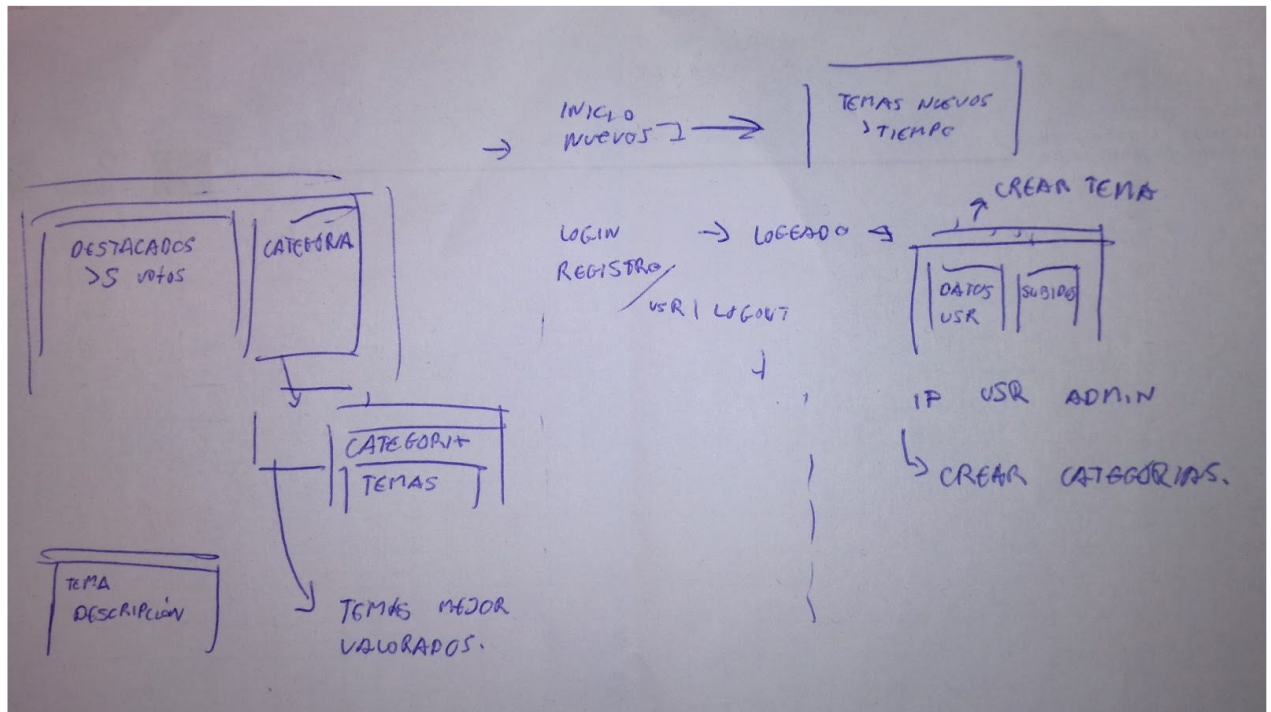 INICIO
NUEVOS
TEMAS NUEVOS
> TIEMPO
DESTACADOS
>5 votos
CATEGORIA
LOGIN
REGISTRO
USR | LOGOUT
LOGEADO
CREAR TEMA
DATOS
USR
SUBIDOS
IF USR ADMIN
CREAR CATEGORIAS.
CATEGORIA
TEMAS
TEMA
DESCRIPCIÓN
TEMAS MEJOR
VALORADOS.